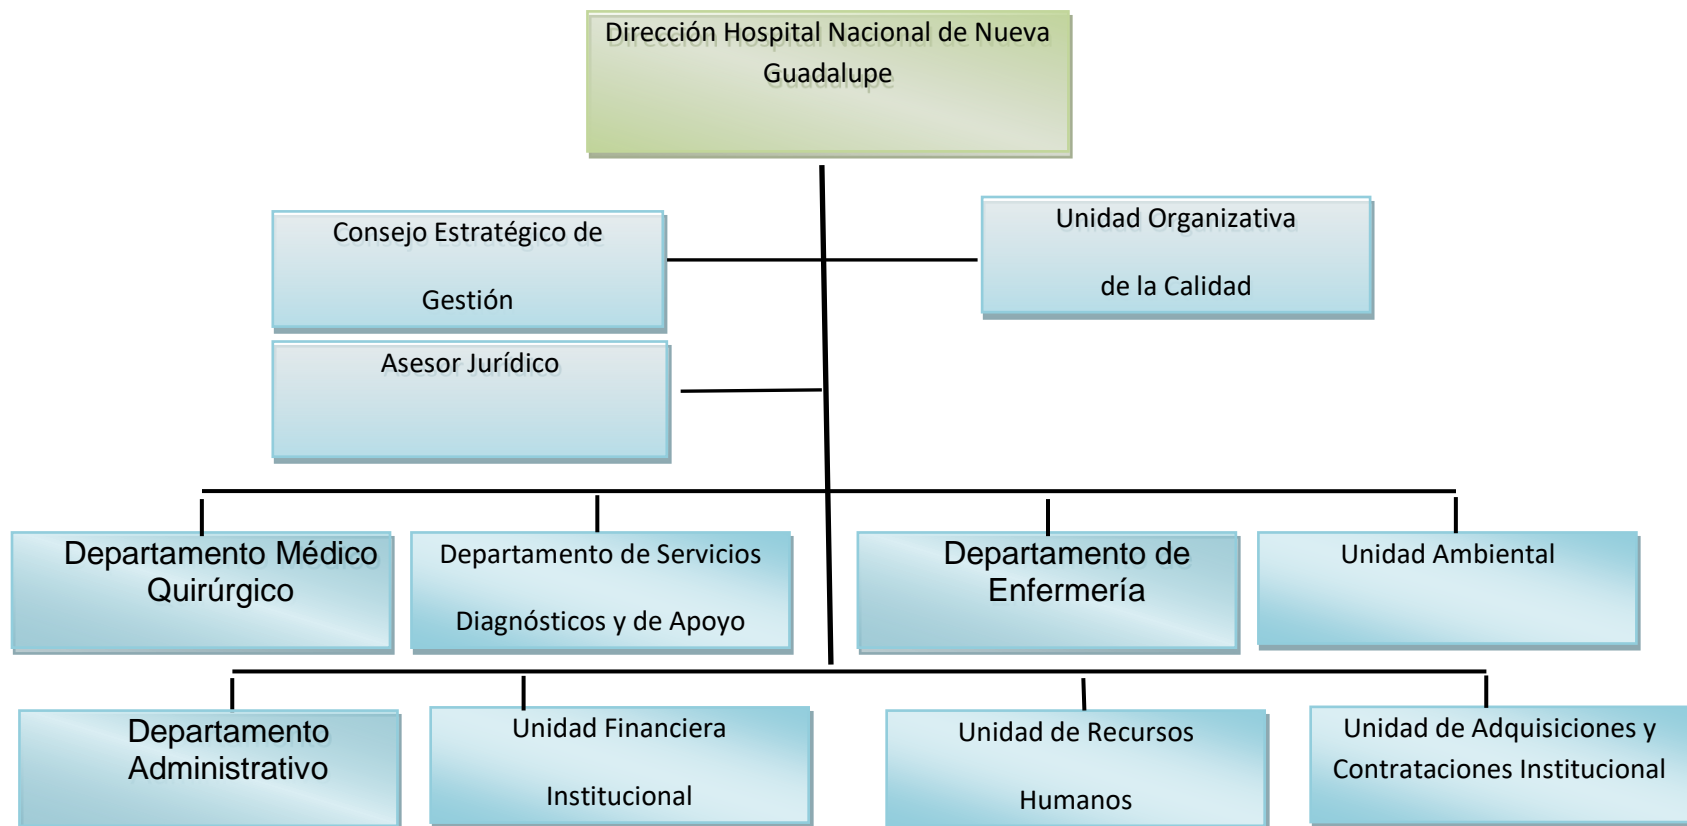 Dirección Hospital Nacional de Nueva
Guadalupe
Consejo Estratégico de
Gestión
Unidad Organizativa
de la Calidad
Asesor Jurídico
Departamento Médico
Quirúrgico
Departamento de Servicios
Diagnósticos y de Apoyo
Departamento de
Enfermería
Unidad Ambiental
Departamento
Administrativo
Unidad Financiera
Institucional
Unidad de Recursos
Humanos
Unidad de Adquisiciones y
Contrataciones Institucional